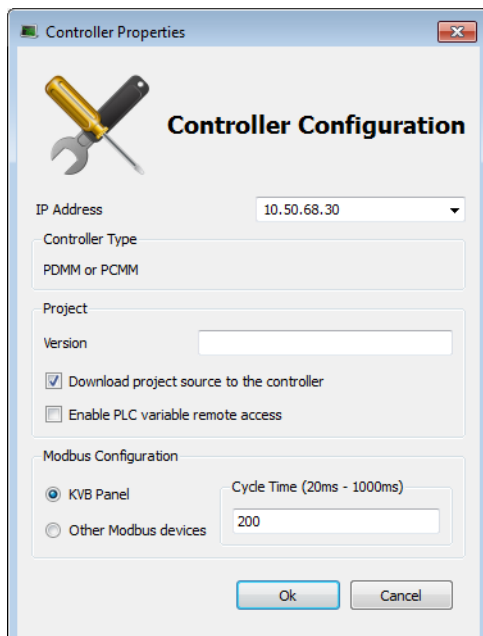 Controller Properties
Controller Configuration
IP Address 10.50.68.30
Controller Type
PDMM or PCMM
Project
Version
Download project source to the controller
Enable PLC variable remote access
Modbus Configuration
KVB Panel
Cycle Time (20ms - 1000ms)
200
Other Modbus devices
Ok Cancel